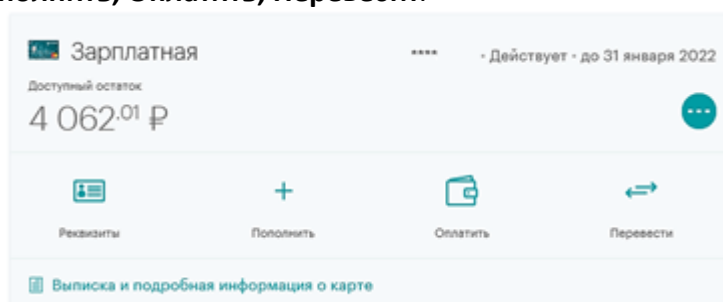 Зарплатная
**** · Действует · до 31 января 2022
Доступный остаток
4 062.01 ₽
Реквизиты
Пополнить
Оплатить
Перевести
Выписка и подробная информация о карте